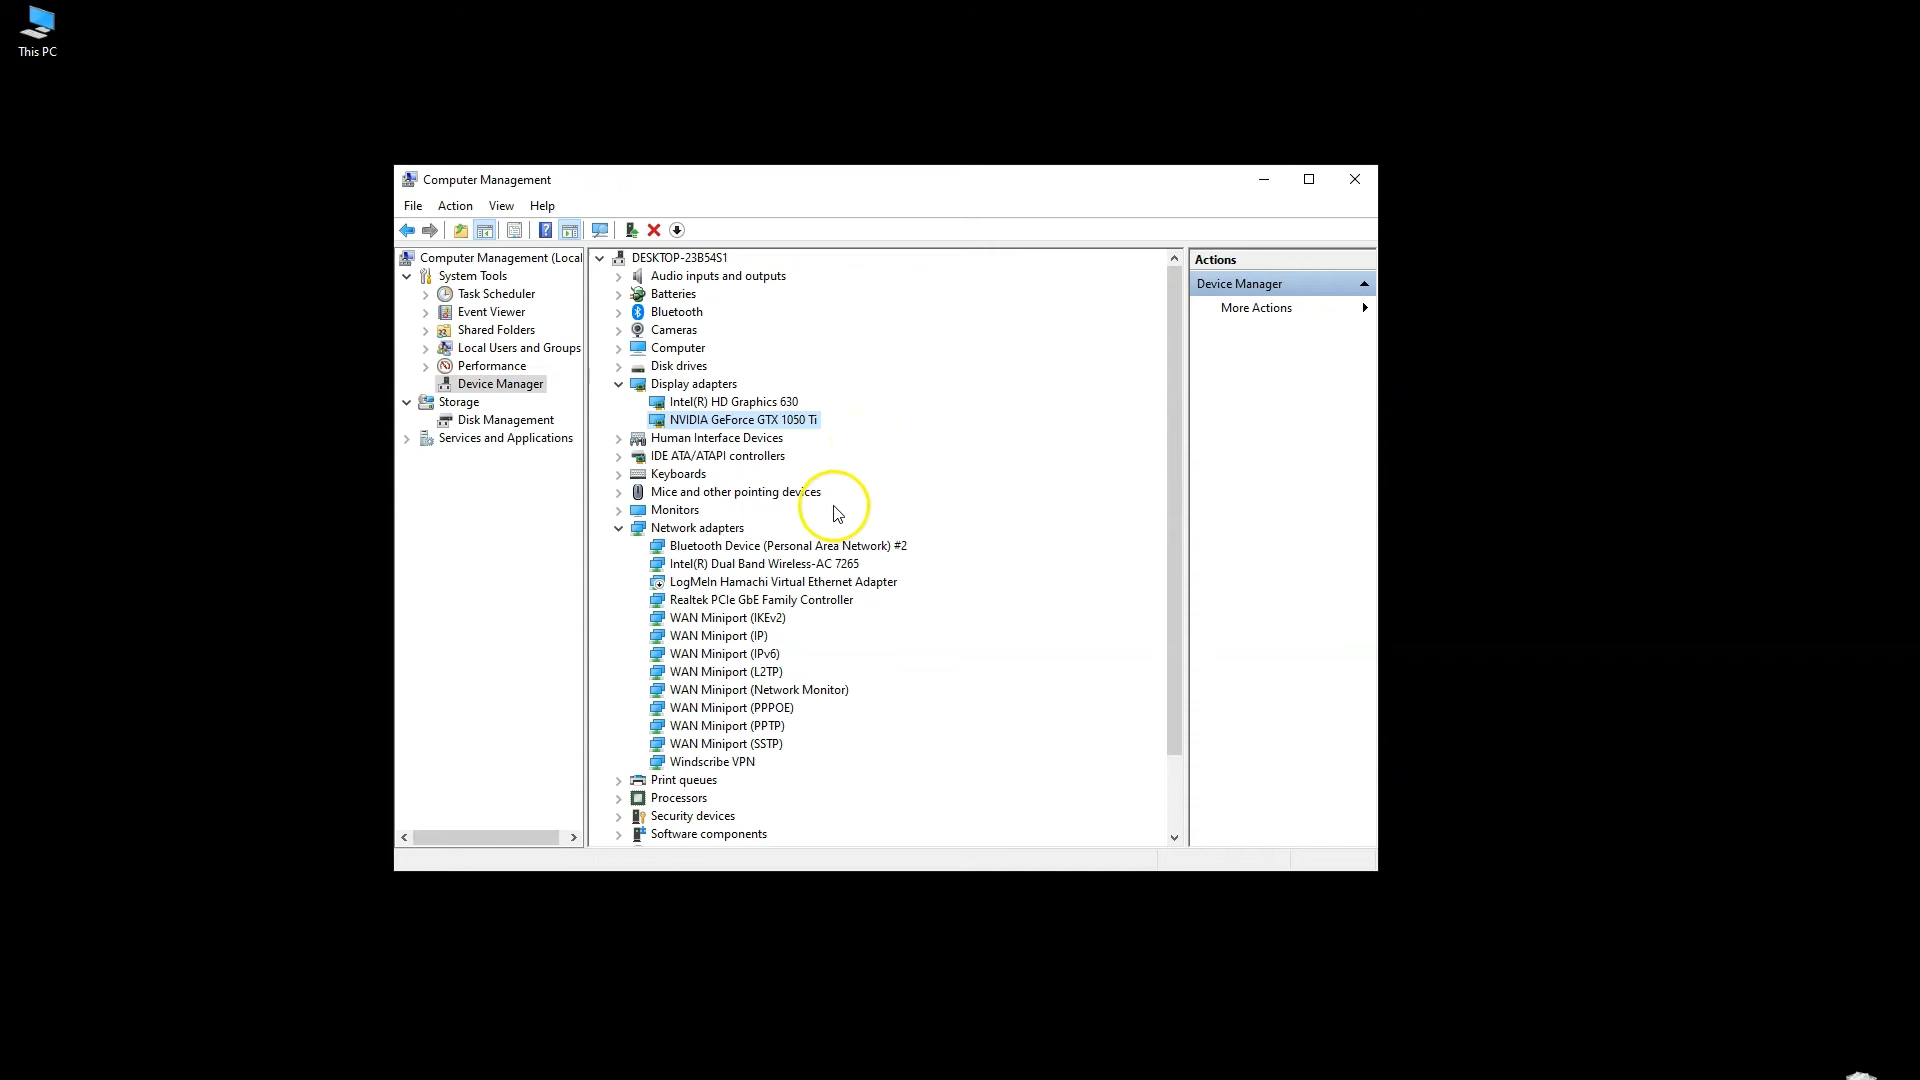 This PC
Computer Management
File Action View Help
Computer Management (Local
System Tools
Task Scheduler
Event Viewer
Shared Folders
Local Users and Groups
Performance
Device Manager
Storage
Disk Management
Services and Applications
DESKTOP-23B54S1
Audio inputs and outputs
Batteries
Bluetooth
Cameras
Computer
Disk drives
Display adapters
Intel(R) HD Graphics 630
NVIDIA GeForce GTX 1050 Ti
Human Interface Devices
IDE ATA/ATAPI controllers
Keyboards
Mice and other pointing devices
Monitors
Network adapters
Bluetooth Device (Personal Area Network) #2
Intel(R) Dual Band Wireless-AC 7265
LogMeIn Hamachi Virtual Ethernet Adapter
Realtek PCIe GbE Family Controller
WAN Miniport (IKEv2)
WAN Miniport (IP)
WAN Miniport (IPv6)
WAN Miniport (L2TP)
WAN Miniport (Network Monitor)
WAN Miniport (PPPOE)
WAN Miniport (PPTP)
WAN Miniport (SSTP)
Windscribe VPN
Print queues
Processors
Security devices
Software components
Actions
Device Manager
More Actions